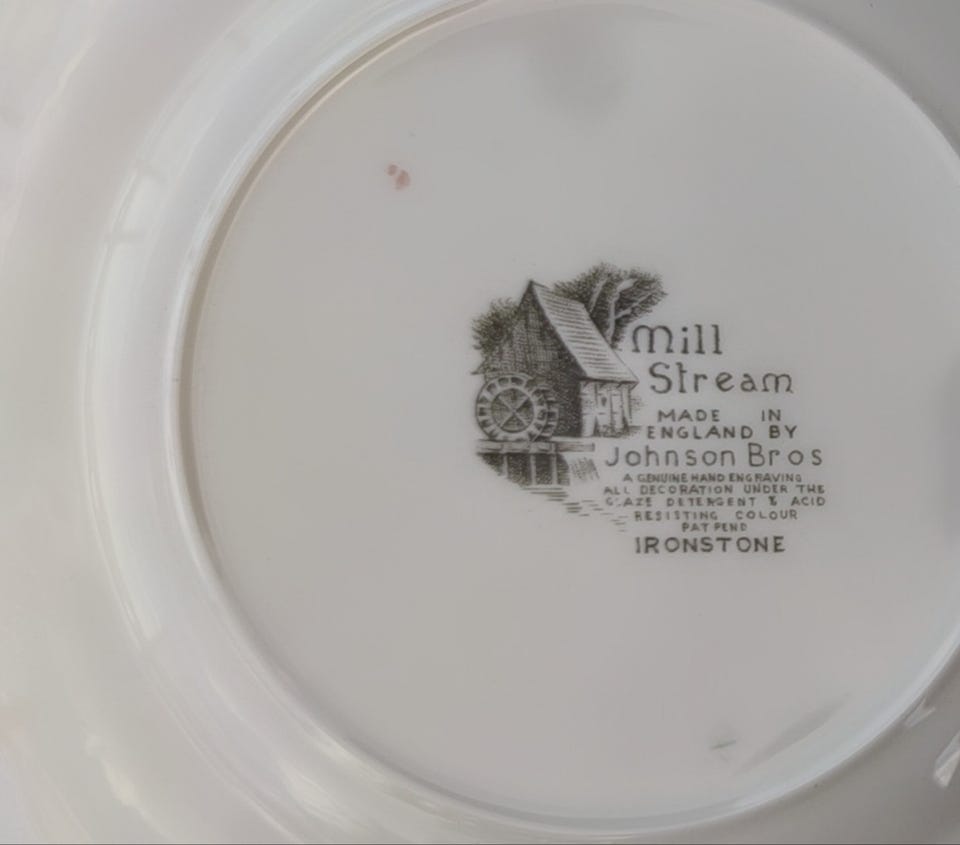 Mill
Stream
MADE IN
ENGLAND BY
Johnson Bros
A GENUINE HAND ENGRAVING
ALL DECORATION UNDER THE
GLAZE DETERGENT & ACID
RESISTING COLOUR
PAT PEND
IRONSTONE